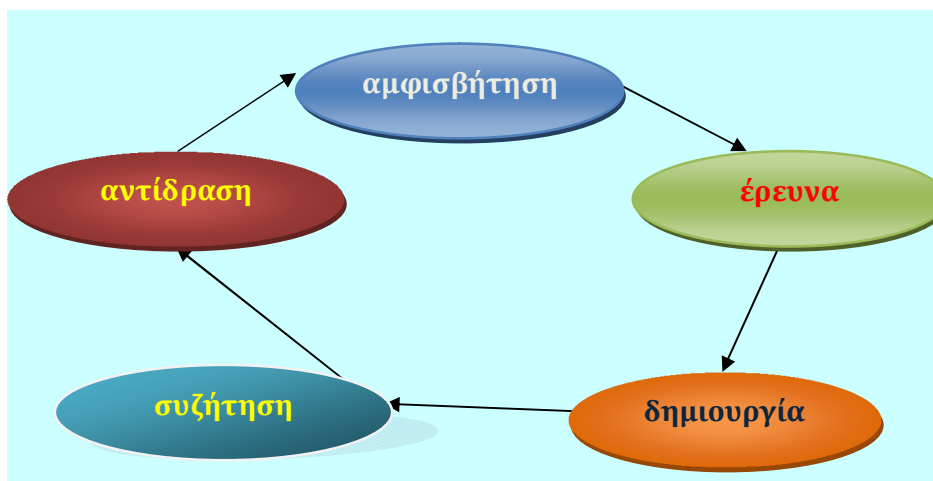 αμφισβήτηση
αντίδραση
έρευνα
συζήτηση
δημιουργία